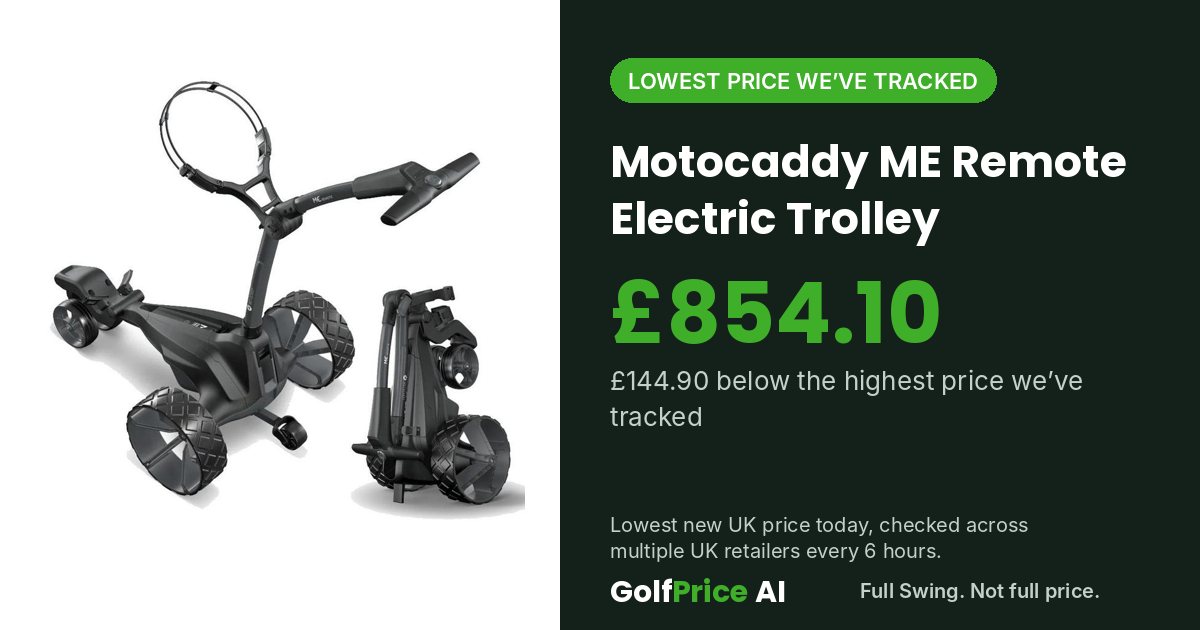 LOWEST PRICE WE’VE TRACKED
Motocaddy ME Remote
Electric Trolley
£854.10
£144.90 below the highest price we’ve
tracked
Lowest new UK price today, checked across
multiple UK retailers every 6 hours.
GolfPrice AI
Full Swing. Not full price.